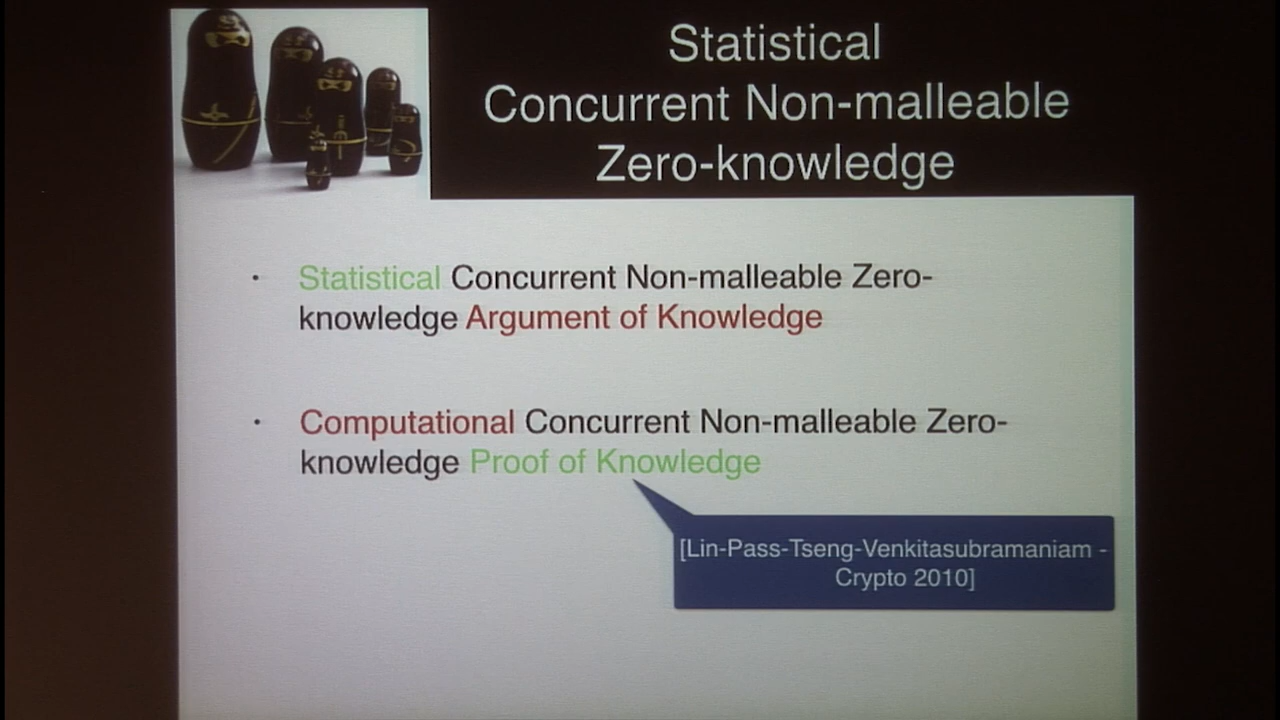 Statistical
Concurrent Non-malleable
Zero-knowledge
• Statistical Concurrent Non-malleable Zero-
knowledge Argument of Knowledge
• Computational Concurrent Non-malleable Zero-
knowledge Proof of Knowledge
[Lin-Pass-Tseng-Venkitasubramaniam -
Crypto 2010]